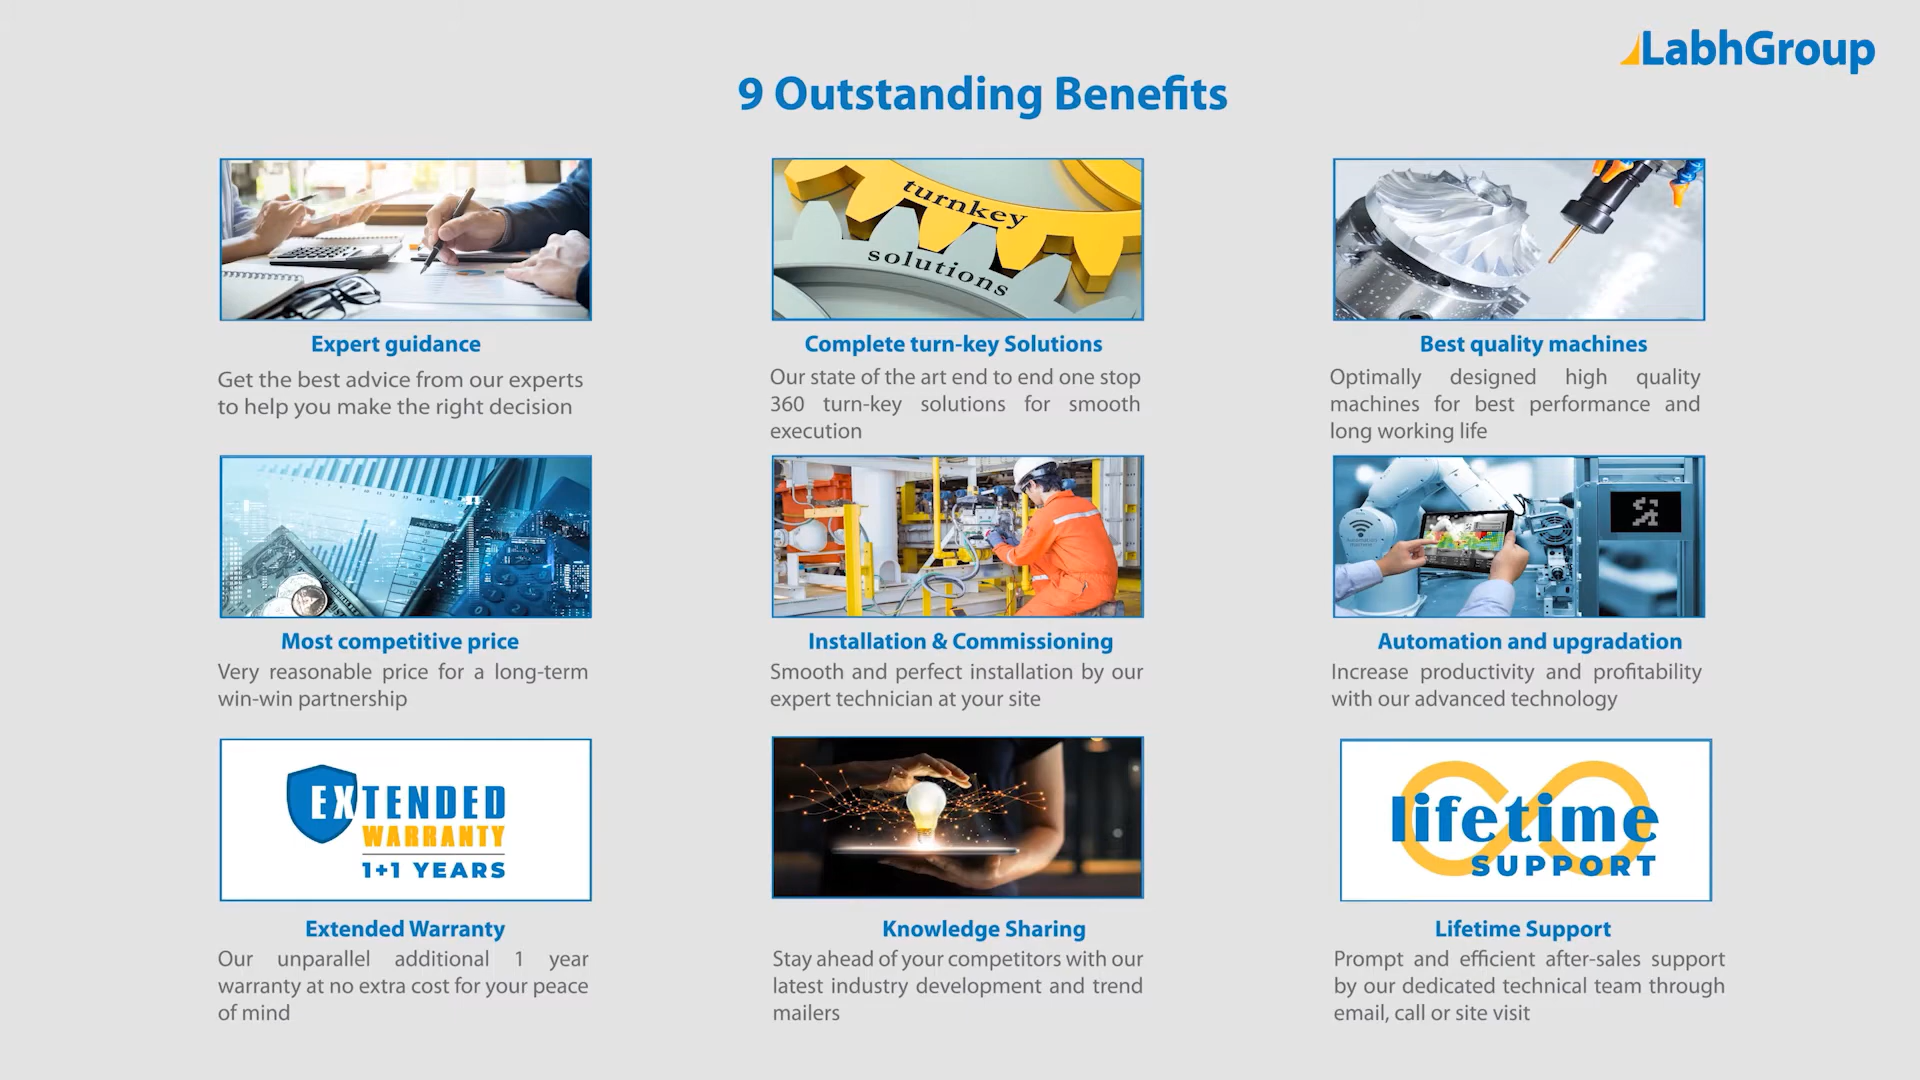 LabhGroup
9 Outstanding Benefits
turnkey
solutions
Expert guidance
Get the best advice from our experts
to help you make the right decision
Complete turn-key Solutions
Our state of the art end to end one stop
360 turn-key solutions for smooth
execution
Best quality machines
Optimally designed high quality
machines for best performance and
long working life
Most competitive price
Very reasonable price for a long-term
win-win partnership
Installation & Commissioning
Smooth and perfect installation by our
expert technician at your site
Automation and upgradation
Increase productivity and profitability
with our advanced technology
EXTENDED
WARRANTY
1+1 YEARS
lifetime
SUPPORT
Extended Warranty
Our unparallel additional 1 year
warranty at no extra cost for your peace
of mind
Knowledge Sharing
Stay ahead of your competitors with our
latest industry development and trend
mailers
Lifetime Support
Prompt and efficient after-sales support
by our dedicated technical team through
email, call or site visit